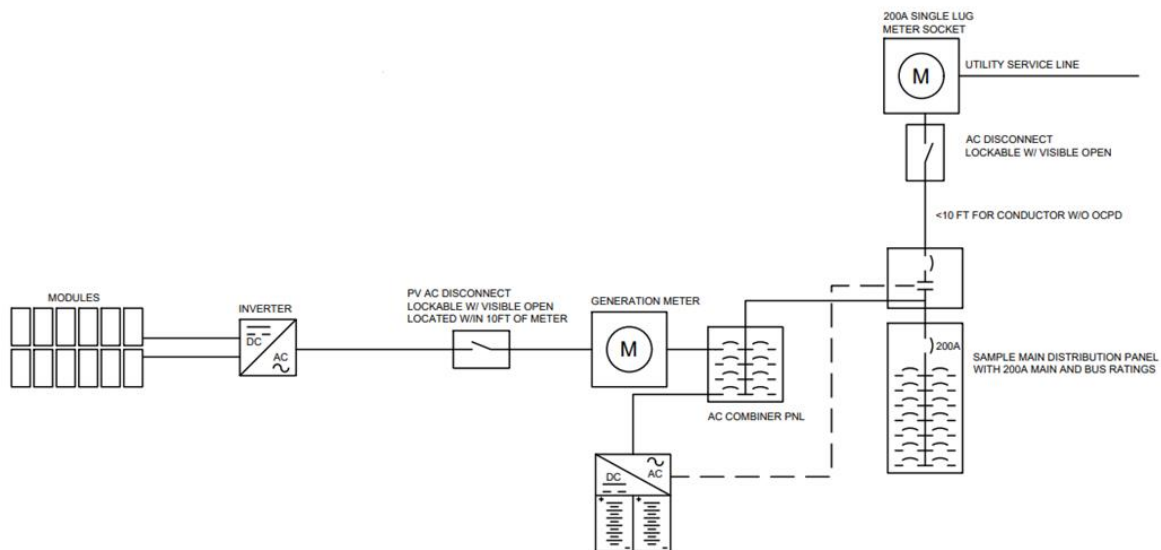 200A SINGLE LUG
METER SOCKET
M
UTILITY SERVICE LINE
AC DISCONNECT
LOCKABLE W/ VISIBLE OPEN
<10 FT FOR CONDUCTOR W/O OCPD
MODULES
INVERTER
DC
AC
PV AC DISCONNECT
LOCKABLE W/ VISIBLE OPEN
LOCATED W/IN 10FT OF METER
GENERATION METER
M
AC COMBINER PNL
200A
SAMPLE MAIN DISTRIBUTION PANEL
WITH 200A MAIN AND BUS RATINGS
DC
AC
+ +
- -